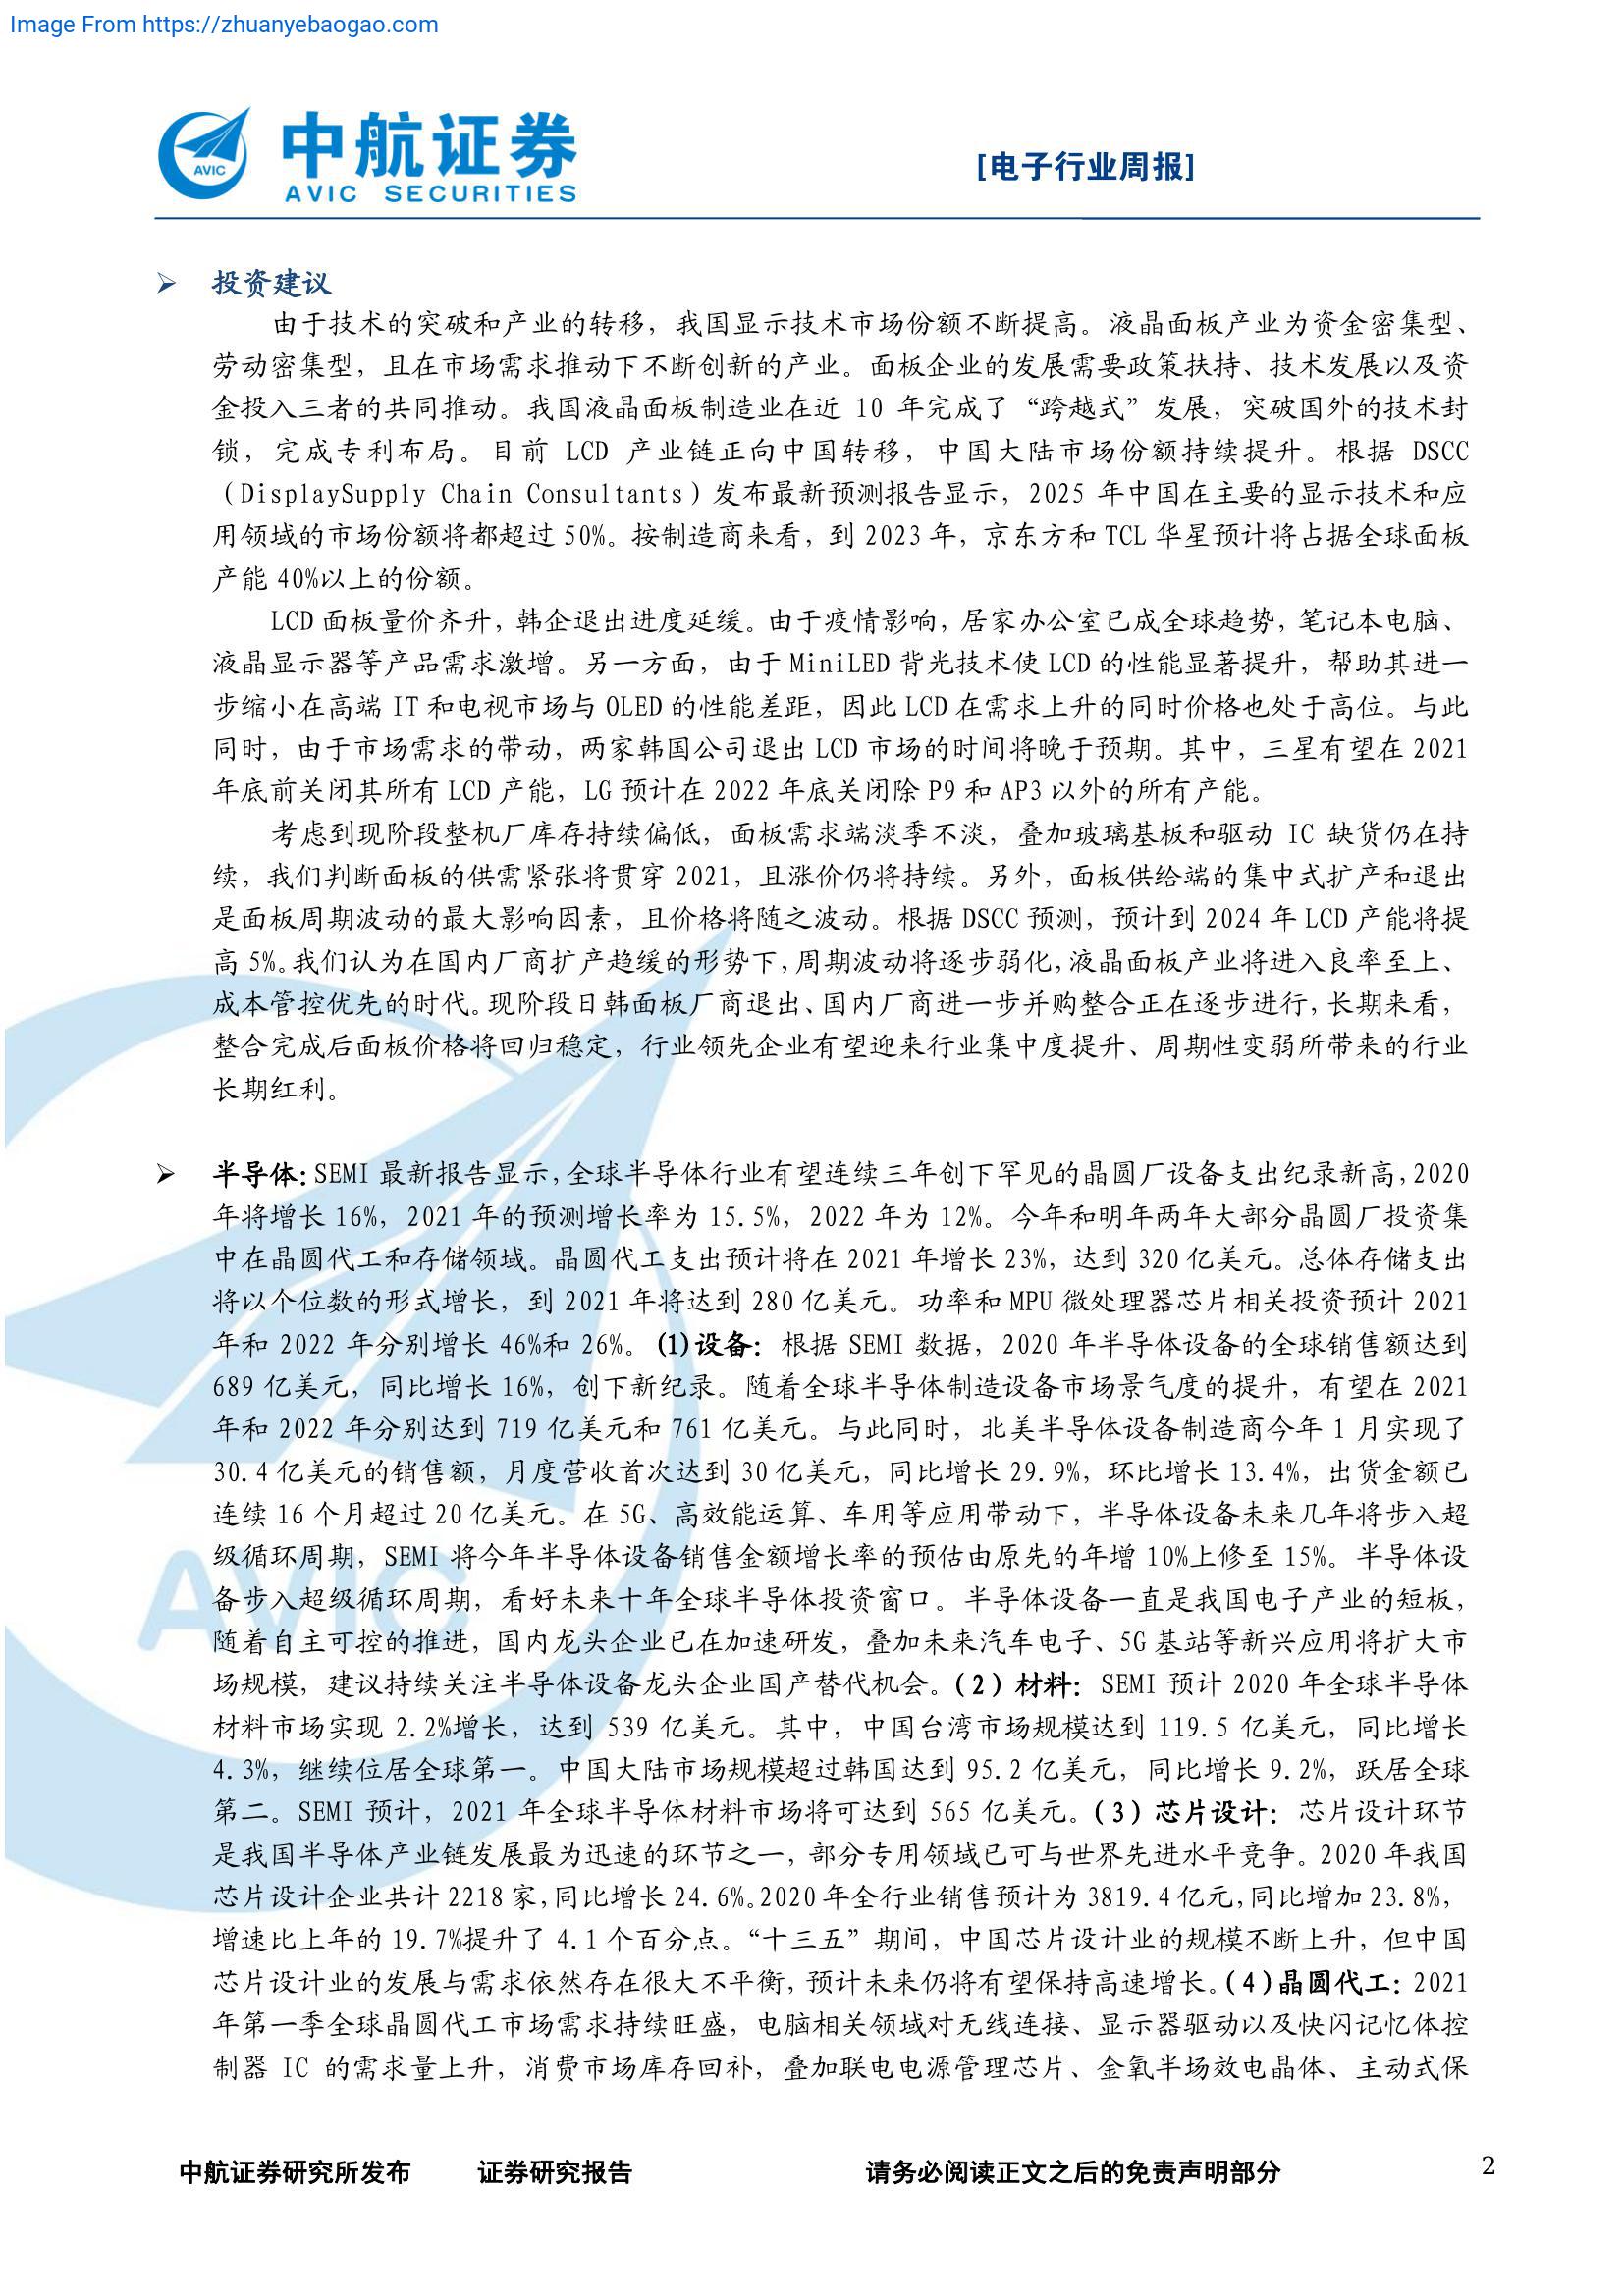 Image From https://zhuanyebaogao.com
中航证券
AVIC SECURITIES
AVIC
[电子行业周报]
➢ 投资建议
由于技术的突破和产业的转移，我国显示技术市场份额不断提高。液晶面板产业为资金密集型、
劳动密集型，且在市场需求推动下不断创新的产业。面板企业的发展需要政策扶持、技术发展以及资
金投入三者的共同推动。我国液晶面板制造业在近 10 年完成了“跨越式”发展，突破国外的技术封
锁，完成专利布局。目前 LCD 产业链正向中国转移，中国大陆市场份额持续提升。根据 DSCC
（DisplaySupply Chain Consultants）发布最新预测报告显示，2025 年中国在主要的显示技术和应
用领域的市场份额将都超过 50%。按制造商来看，到 2023 年，京东方和 TCL 华星预计将占据全球面板
产能 40%以上的份额。
LCD 面板量价齐升，韩企退出进度延缓。由于疫情影响，居家办公室已成全球趋势，笔记本电脑、
液晶显示器等产品需求激增。另一方面，由于 MiniLED 背光技术使 LCD 的性能显著提升，帮助其进一
步缩小在高端 IT 和电视市场与 OLED 的性能差距，因此 LCD 在需求上升的同时价格也处于高位。与此
同时，由于市场需求的带动，两家韩国公司退出 LCD 市场的时间将晚于预期。其中，三星有望在 2021
年底前关闭其所有 LCD 产能，LG 预计在 2022 年底关闭除 P9 和 AP3 以外的所有产能。
考虑到现阶段整机厂库存持续偏低，面板需求端淡季不淡，叠加玻璃基板和驱动 IC 缺货仍在持
续，我们判断面板的供需紧张将贯穿 2021，且涨价仍将持续。另外，面板供给端的集中式扩产和退出
是面板周期波动的最大影响因素，且价格将随之波动。根据 DSCC 预测，预计到 2024 年 LCD 产能将提
高 5%。我们认为在国内厂商扩产趋缓的形势下，周期波动将逐步弱化，液晶面板产业将进入良率至上、
成本管控优先的时代。现阶段日韩面板厂商退出、国内厂商进一步并购整合正在逐步进行，长期来看，
整合完成后面板价格将回归稳定，行业领先企业有望迎来行业集中度提升、周期性变弱所带来的行业
长期红利。
➢ 半导体：SEMI 最新报告显示，全球半导体行业有望连续三年创下罕见的晶圆厂设备支出纪录新高，2020
年将增长 16%，2021 年的预测增长率为 15.5%，2022 年为 12%。今年和明年两年大部分晶圆厂投资集
中在晶圆代工和存储领域。晶圆代工支出预计将在 2021 年增长 23%，达到 320 亿美元。总体存储支出
将以个位数的形式增长，到 2021 年将达到 280 亿美元。功率和 MPU 微处理器芯片相关投资预计 2021
年和 2022 年分别增长 46%和 26%。(1)设备：根据 SEMI 数据，2020 年半导体设备的全球销售额达到
689 亿美元，同比增长 16%，创下新纪录。随着全球半导体制造设备市场景气度的提升，有望在 2021
年和 2022 年分别达到 719 亿美元和 761 亿美元。与此同时，北美半导体设备制造商今年 1 月实现了
30.4 亿美元的销售额，月度营收首次达到 30 亿美元，同比增长 29.9%，环比增长 13.4%，出货金额已
连续 16 个月超过 20 亿美元。在 5G、高效能运算、车用等应用带动下，半导体设备未来几年将步入超
级循环周期，SEMI 将今年半导体设备销售金额增长率的预估由原先的年增 10%上修至 15%。半导体设
备步入超级循环周期，看好未来十年全球半导体投资窗口。半导体设备一直是我国电子产业的短板，
随着自主可控的推进，国内龙头企业已在加速研发，叠加未来汽车电子、5G 基站等新兴应用将扩大市
场规模，建议持续关注半导体设备龙头企业国产替代机会。（2）材料：SEMI 预计 2020 年全球半导体
材料市场实现 2.2%增长，达到 539 亿美元。其中，中国台湾市场规模达到 119.5 亿美元，同比增长
4.3%，继续位居全球第一。中国大陆市场规模超过韩国达到 95.2 亿美元，同比增长 9.2%，跃居全球
第二。SEMI 预计，2021 年全球半导体材料市场将可达到 565 亿美元。（3）芯片设计：芯片设计环节
是我国半导体产业链发展最为迅速的环节之一，部分专用领域已可与世界先进水平竞争。2020 年我国
芯片设计企业共计 2218 家，同比增长 24.6%。2020 年全行业销售预计为 3819.4 亿元，同比增加 23.8%，
增速比上年的 19.7%提升了 4.1 个百分点。“十三五”期间，中国芯片设计业的规模不断上升，但中国
芯片设计业的发展与需求依然存在很大不平衡，预计未来仍将有望保持高速增长。（4）晶圆代工：2021
年第一季全球晶圆代工市场需求持续旺盛，电脑相关领域对无线连接、显示器驱动以及快闪记忆体控
制器 IC 的需求量上升，消费市场库存回补，叠加联电电源管理芯片、金氧半场效电晶体、主动式保
AVIC
中航证券研究所发布 证券研究报告 请务必阅读正文之后的免责声明部分 2